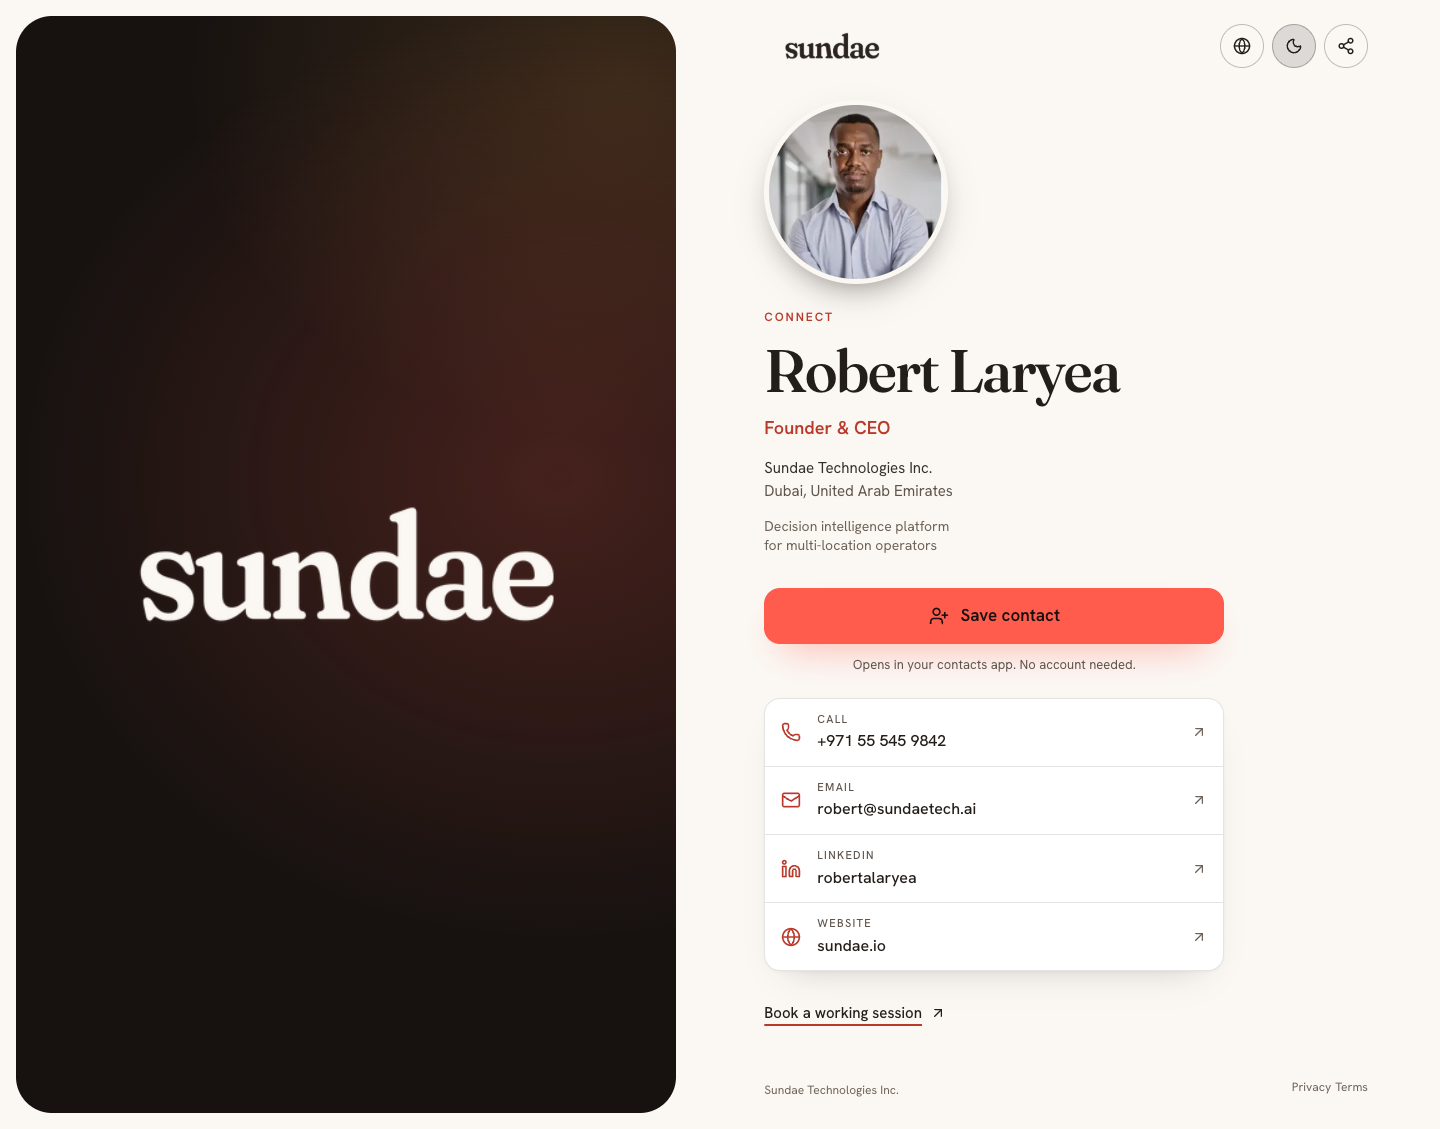 sundae
sundae
CONNECT
Robert Laryea
Founder & CEO
Sundae Technologies Inc.
Dubai, United Arab Emirates
Decision intelligence platform
for multi-location operators
Save contact
Opens in your contacts app. No account needed.
CALL
+971 55 545 9842
EMAIL
robert@sundaetech.ai
LINKEDIN
robertalaryea
WEBSITE
sundae.io
Book a working session
Sundae Technologies Inc.
Privacy Terms